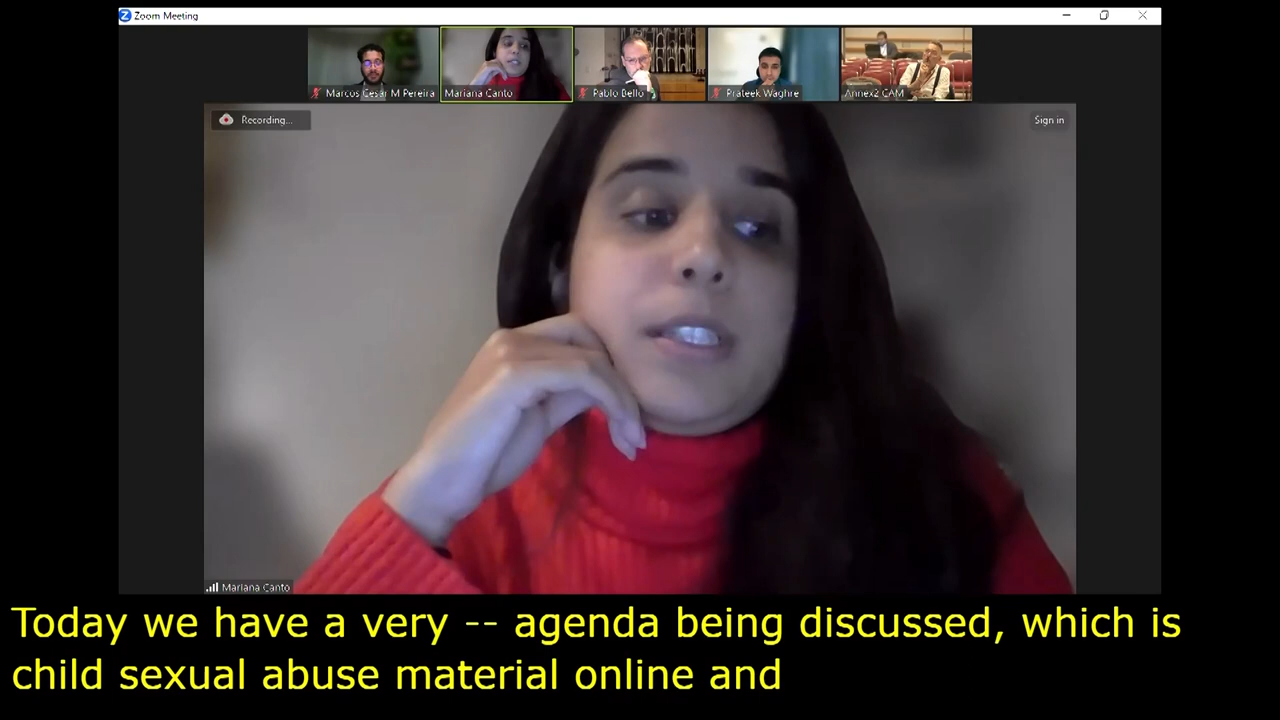 Zoom Meeting
Marcos Cesar M Pereira
Mariana Canto
Pablo Bello
Prateek Waghre
Annex2 CAM
Recording...
Sign in
Mariana Canto
Today we have a very -- agenda being discussed, which is
child sexual abuse material online and